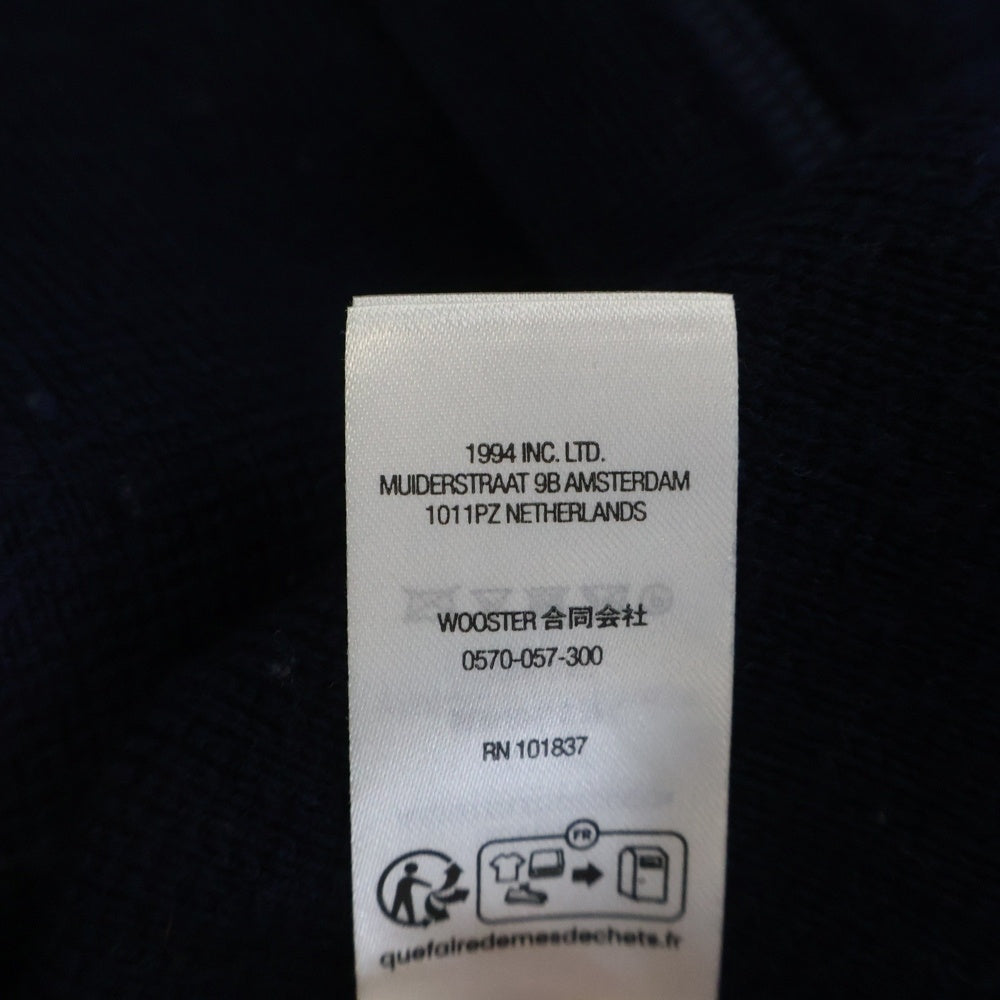 1994 INC. LTD.
MUIDERSTRAAT 9B AMSTERDAM
1011PZ NETHERLANDS
WOOSTER 合同会社
0570-057-300
RN 101837
FR
quefairedemesdechets.fr